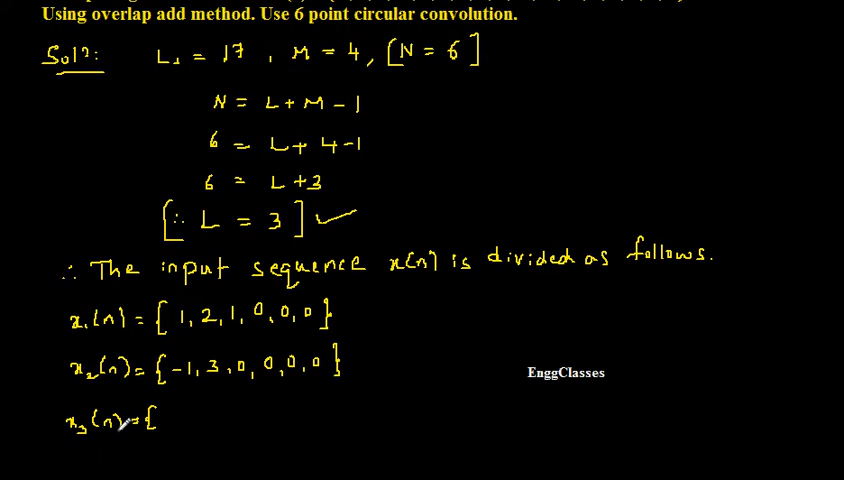 Using overlap add method. Use 6 point circular convolution.
Solⁿ: L₁ = 17, M = 4, [N = 6]
N = L + M - 1
6 = L + 4 - 1
6 = L + 3
[∴ L = 3] ✓
∴ The input sequence x(n) is divided as follows.
x₁(n) = { 1, 2, 1, 0, 0, 0 }
x₂(n) = { -1, 3, 0, 0, 0, 0 }
EnggClasses
x₃(n) = {